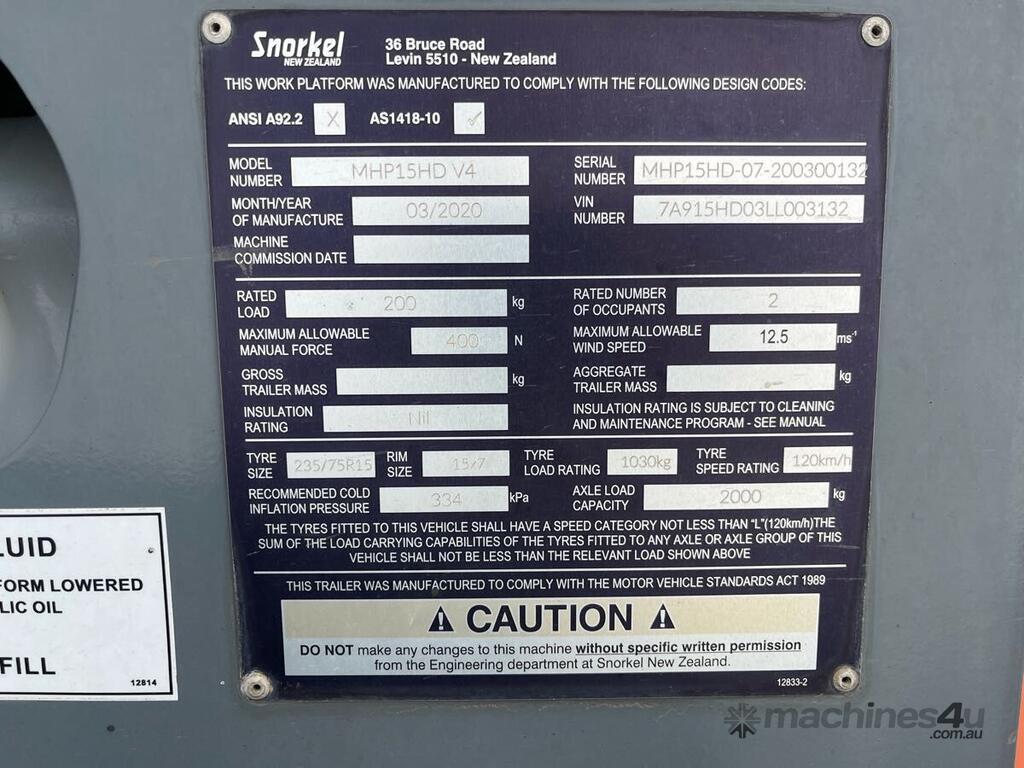 Snorkel
NEW ZEALAND
36 Bruce Road
Levin 5510 - New Zealand
THIS WORK PLATFORM WAS MANUFACTURED TO COMPLY WITH THE FOLLOWING DESIGN CODES:
ANSI A92.2 X AS1418-10 ✓
MODEL NUMBER MHP15HD V4
SERIAL NUMBER MHP15HD-07-200300132
MONTH/YEAR OF MANUFACTURE 03/2020
VIN NUMBER 7A915HD03LL003132
MACHINE COMMISSION DATE
RATED LOAD 200 kg
RATED NUMBER OF OCCUPANTS 2
MAXIMUM ALLOWABLE MANUAL FORCE 400 N
MAXIMUM ALLOWABLE WIND SPEED 12.5 ms⁻¹
GROSS TRAILER MASS kg
AGGREGATE TRAILER MASS kg
INSULATION RATING Nil
INSULATION RATING IS SUBJECT TO CLEANING
AND MAINTENANCE PROGRAM - SEE MANUAL
TYRE SIZE 235/75R15
RIM SIZE 15/7
TYRE LOAD RATING 1030kg
TYRE SPEED RATING 120km/h
RECOMMENDED COLD INFLATION PRESSURE 334 kPa
AXLE LOAD CAPACITY 2000 kg
THE TYRES FITTED TO THIS VEHICLE SHALL HAVE A SPEED CATEGORY NOT LESS THAN "L"(120km/h)THE
SUM OF THE LOAD CARRYING CAPABILITIES OF THE TYRES FITTED TO ANY AXLE OR AXLE GROUP OF THIS
VEHICLE SHALL NOT BE LESS THAN THE RELEVANT LOAD SHOWN ABOVE
THIS TRAILER WAS MANUFACTURED TO COMPLY WITH THE MOTOR VEHICLE STANDARDS ACT 1989
CAUTION
DO NOT make any changes to this machine without specific written permission
from the Engineering department at Snorkel New Zealand.
12833-2
LUID
FORM LOWERED
LIC OIL
FILL
12814
machines4u
.com.au